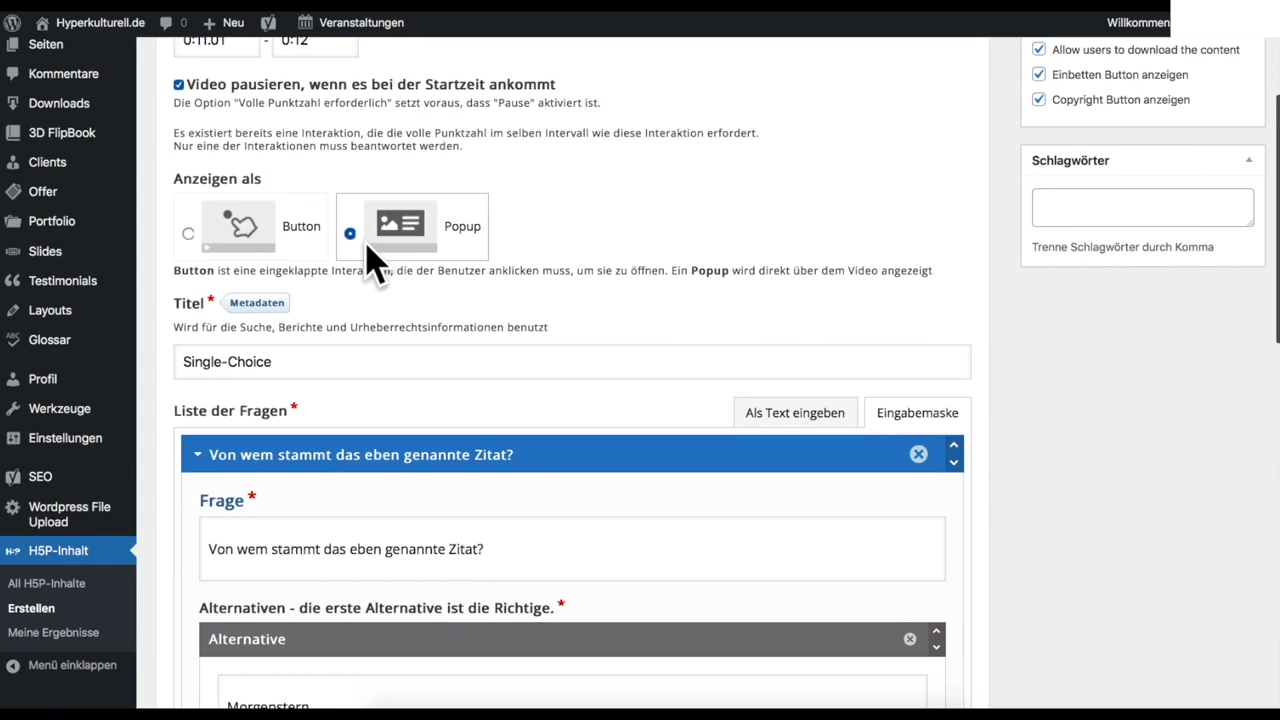 Hyperkulturell.de 0 Neu Veranstaltungen Willkommen
Seiten
Kommentare
Downloads
3D FlipBook
Clients
Offer
Portfolio
Slides
Testimonials
Layouts
Glossar
Profil
Werkzeuge
Einstellungen
SEO
Wordpress File
Upload
H5P-Inhalt
All H5P-Inhalte
Erstellen
Meine Ergebnisse
Menü einklappen
0:11.01 - 0:12
Video pausieren, wenn es bei der Startzeit ankommt
Die Option "Volle Punktzahl erforderlich" setzt voraus, dass "Pause" aktiviert ist.
Es existiert bereits eine Interaktion, die die volle Punktzahl im selben Intervall wie diese Interaktion erfordert.
Nur eine der Interaktionen muss beantwortet werden.
Anzeigen als
Button Popup
Button ist eine eingeklappte Interaktion, die der Benutzer anklicken muss, um sie zu öffnen. Ein Popup wird direkt über dem Video angezeigt
Titel* Metadaten
Wird für die Suche, Berichte und Urheberrechtsinformationen benutzt
Single-Choice
Liste der Fragen* Als Text eingeben Eingabemaske
Von wem stammt das eben genannte Zitat?
Frage*
Von wem stammt das eben genannte Zitat?
Alternativen - die erste Alternative ist die Richtige.*
Alternative
Morgenstern
Allow users to download the content
Einbetten Button anzeigen
Copyright Button anzeigen
Schlagwörter
Trenne Schlagwörter durch Komma